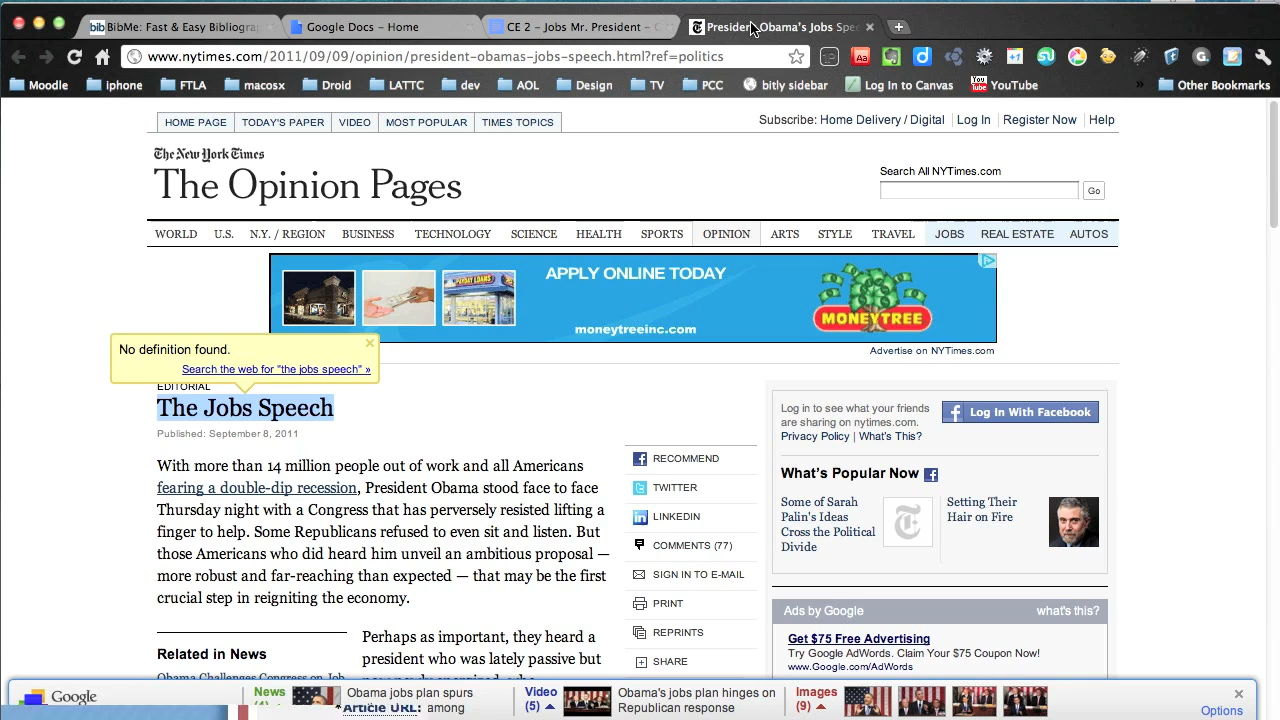 bib BibMe: Fast & Easy Bibliogra
Google Docs - Home
CE 2 - Jobs Mr. President -
President Obama's Jobs Spee
www.nytimes.com/2011/09/09/opinion/president-obamas-jobs-speech.html?ref=politics
Moodle iphone FTLA macosx Droid LATTC dev AOL Design TV PCC bitly sidebar Log In to Canvas YouTube » Other Bookmarks
HOME PAGE TODAY'S PAPER VIDEO MOST POPULAR TIMES TOPICS
Subscribe: Home Delivery / Digital Log In Register Now Help
The New York Times
The Opinion Pages
Search All NYTimes.com
Go
WORLD U.S. N.Y. / REGION BUSINESS TECHNOLOGY SCIENCE HEALTH SPORTS OPINION ARTS STYLE TRAVEL JOBS REAL ESTATE AUTOS
PAYDAY LOANS
APPLY ONLINE TODAY
moneytreeinc.com
MONEYTREE
Advertise on NYTimes.com
No definition found.
Search the web for "the jobs speech" »
EDITORIAL
The Jobs Speech
Published: September 8, 2011
With more than 14 million people out of work and all Americans
fearing a double-dip recession, President Obama stood face to face
Thursday night with a Congress that has perversely resisted lifting a
finger to help. Some Republicans refused to even sit and listen. But
those Americans who did heard him unveil an ambitious proposal —
more robust and far-reaching than expected — that may be the first
crucial step in reigniting the economy.
Related in News
Obama Challenges Congress on Job
Perhaps as important, they heard a
president who was lately passive but
RECOMMEND
TWITTER
LINKEDIN
COMMENTS (77)
SIGN IN TO E-MAIL
PRINT
REPRINTS
SHARE
Log in to see what your friends
are sharing on nytimes.com.
Privacy Policy | What's This?
Log In With Facebook
What's Popular Now
Some of Sarah
Palin's Ideas
Cross the Political
Divide
Setting Their
Hair on Fire
Ads by Google what's this?
Get $75 Free Advertising
Try Google AdWords. Claim Your $75 Coupon Now!
www.Google.com/AdWords
Google
News
Obama jobs plan spurs
Article URL: among
Video
(5)
Obama's jobs plan hinges on
Republican response
Images
(9)
Options